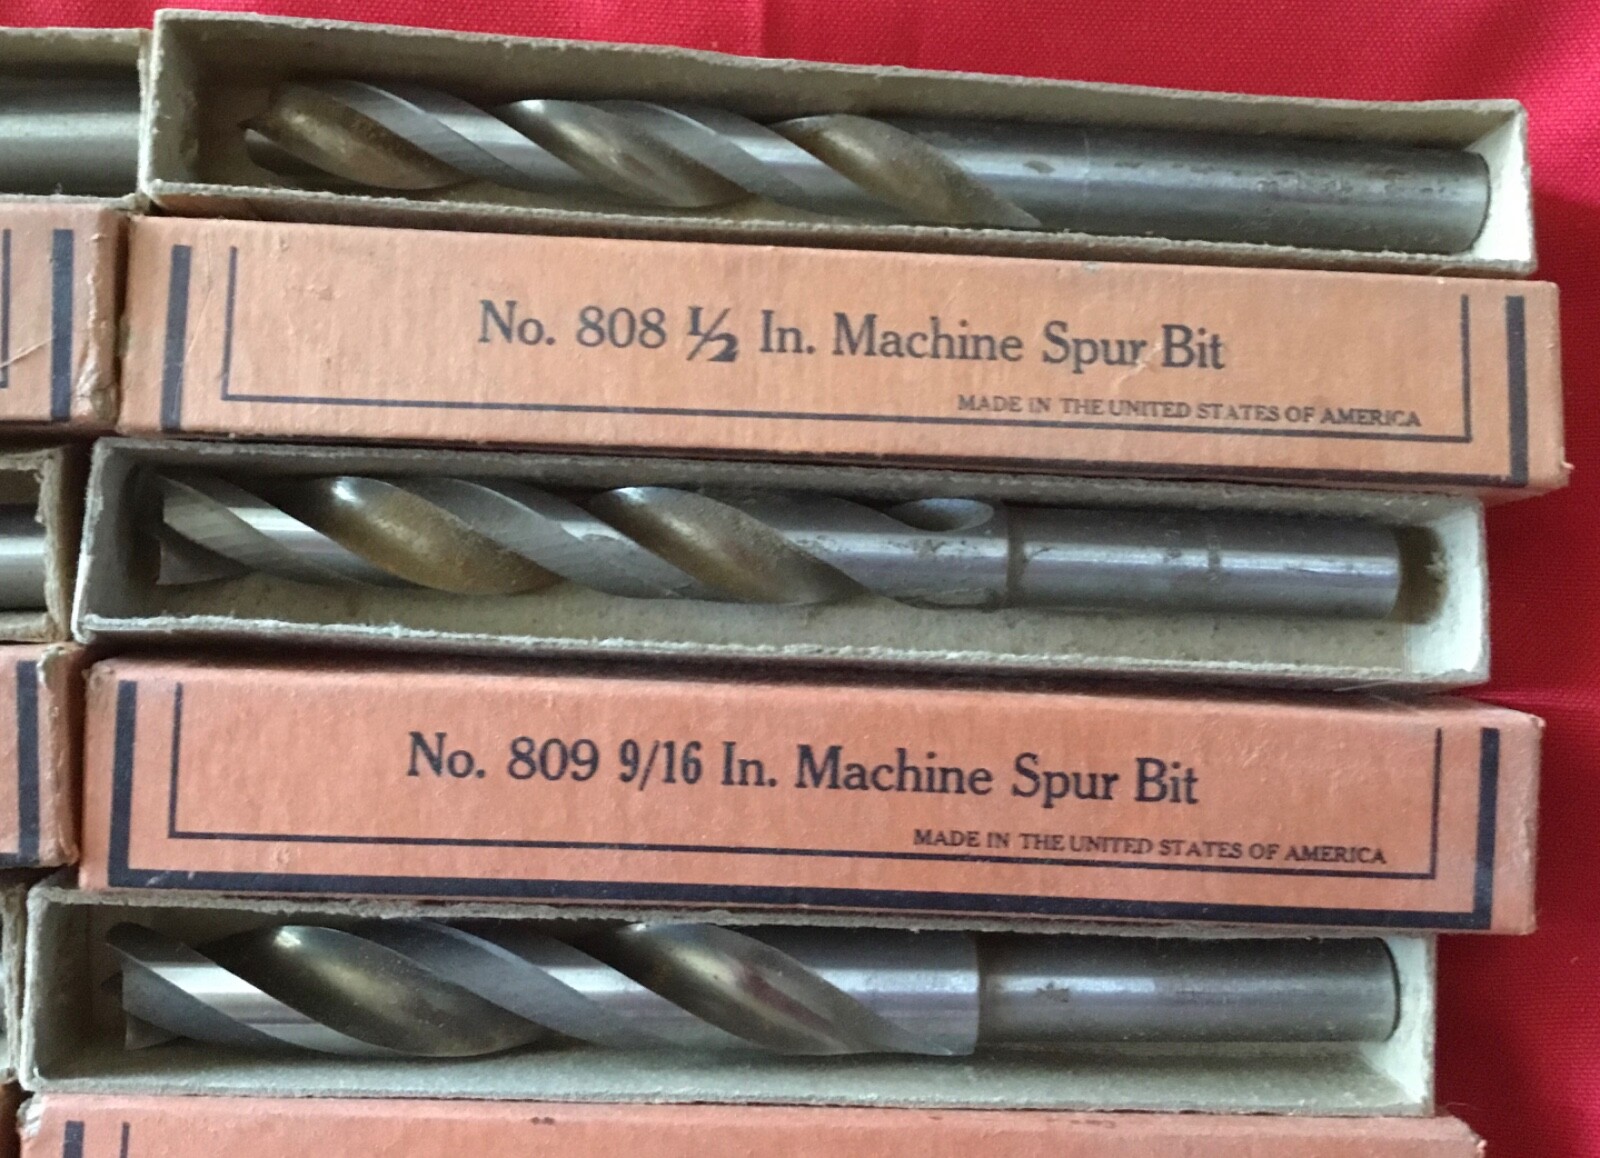 No. 808 1/2 In. Machine Spur Bit
MADE IN THE UNITED STATES OF AMERICA
No. 809 9/16 In. Machine Spur Bit
MADE IN THE UNITED STATES OF AMERICA